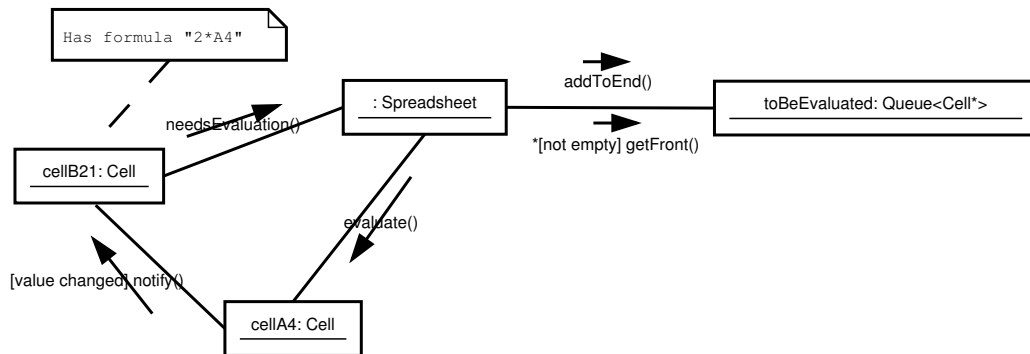 Has formula "2*A4"
addToEnd()
: Spreadsheet
toBeEvaluated: Queue<Cell*>
needsEvaluation()
*[not empty] getFront()
cellB21: Cell
evaluate()
[value changed] notify()
cellA4: Cell